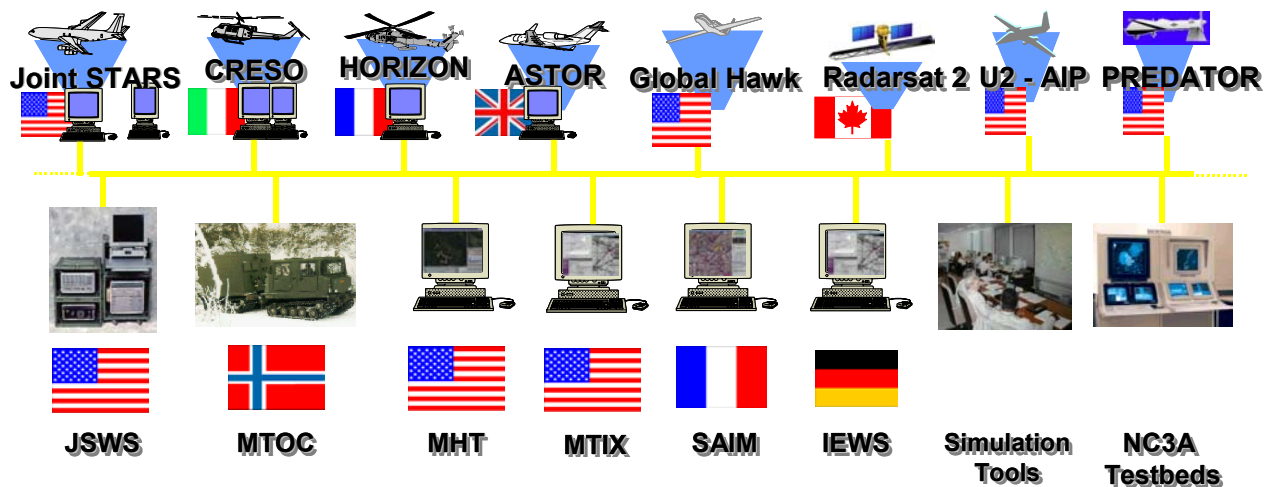 Joint STARS
CRESO
HORIZON
ASTOR
Global Hawk
Radarsat 2
U2 - AIP
PREDATOR
JSWS
MTOC
MHT
MTIX
SAIM
IEWS
Simulation
Tools
NC3A
Testbeds